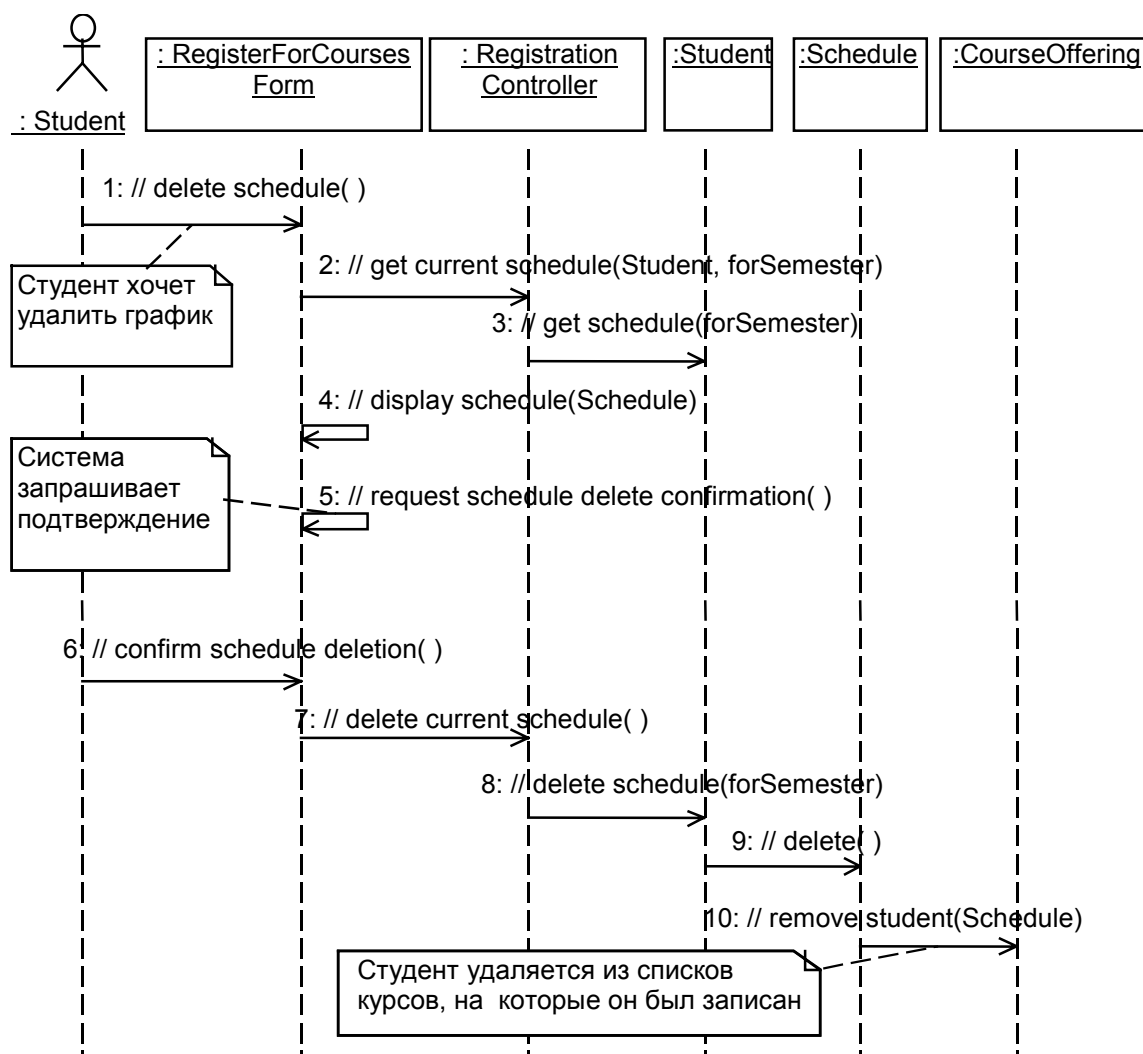 : RegisterForCourses
Form
: Registration
Controller
:Student
:Schedule
:CourseOffering
: Student
1: // delete schedule( )
Студент хочет
удалить график
2: // get current schedule(Student, forSemester)
3: // get schedule(forSemester)
4: // display schedule(Schedule)
Система
запрашивает
подтверждение
5: // request schedule delete confirmation( )
6: // confirm schedule deletion( )
7: // delete current schedule( )
8: // delete schedule(forSemester)
9: // delete( )
10: // remove student(Schedule)
Студент удаляется из списков
курсов, на которые он был записан